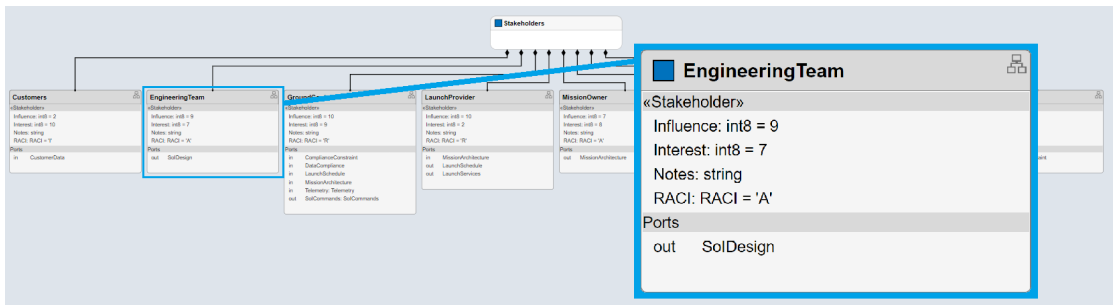 Stakeholders
Customers
«Stakeholder»
Influence: int8 = 2
Interest: int8 = 10
Notes: string
RACI: RACI = 'I'
Ports
in CustomerData
EngineeringTeam
«Stakeholder»
Influence: int8 = 9
Interest: int8 = 7
Notes: string
RACI: RACI = 'A'
Ports
out SolDesign
«Stakeholder»
Influence: int8 = 10
Interest: int8 = 9
Notes: string
RACI: RACI = 'R'
Ports
in ComplianceConstraint
in DataCompliance
in LaunchSchedule
in MissionArchitecture
in Telemetry: Telemetry
out SolCommands: SolCommands
LaunchProvider
«Stakeholder»
Influence: int8 = 10
Interest: int8 = 2
Notes: string
RACI: RACI = 'R'
Ports
in MissionArchitecture
out LaunchSchedule
out LaunchServices
MissionOwner
«Stakeholder»
Influence: int8 = 7
Interest: int8 = 8
Notes: string
RACI: RACI = 'A'
Ports
out MissionArchitecture
EngineeringTeam
«Stakeholder»
Influence: int8 = 9
Interest: int8 = 7
Notes: string
RACI: RACI = 'A'
Ports
out SolDesign